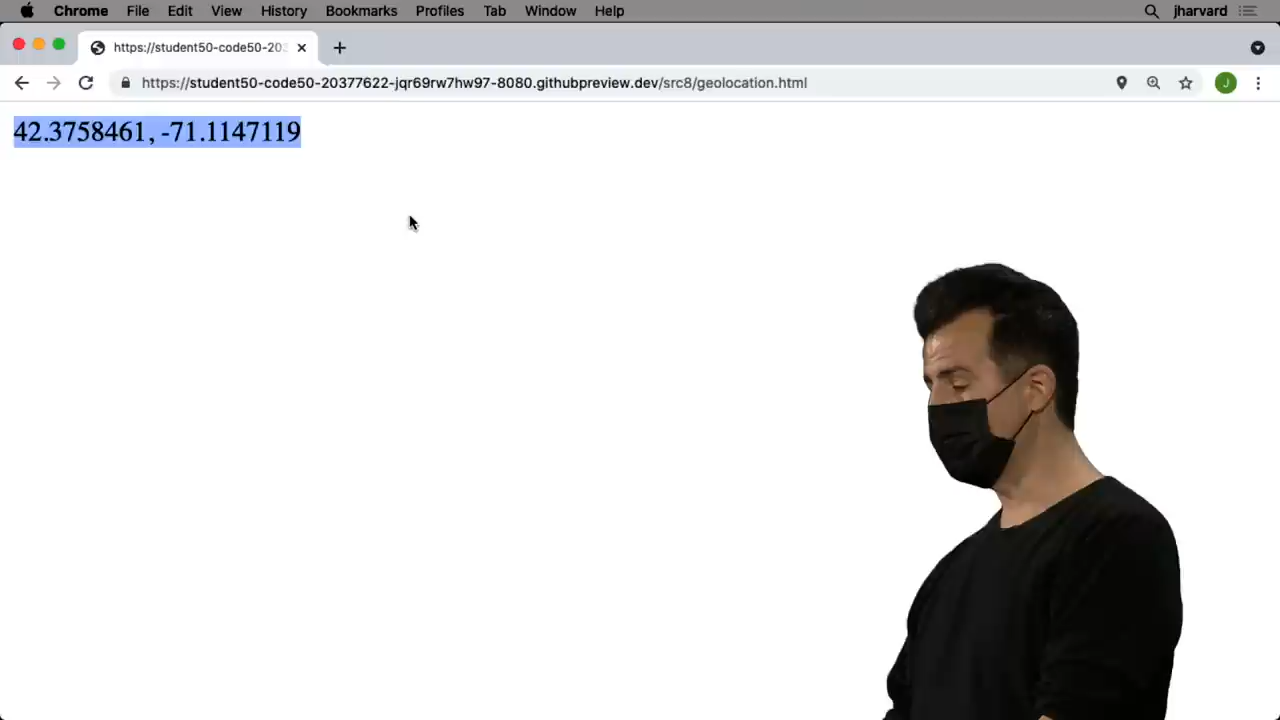 Chrome File Edit View History Bookmarks Profiles Tab Window Help jharvard
https://student50-code50-203
https://student50-code50-20377622-jqr69rw7hw97-8080.githubpreview.dev/src8/geolocation.html J
42.3758461, -71.1147119